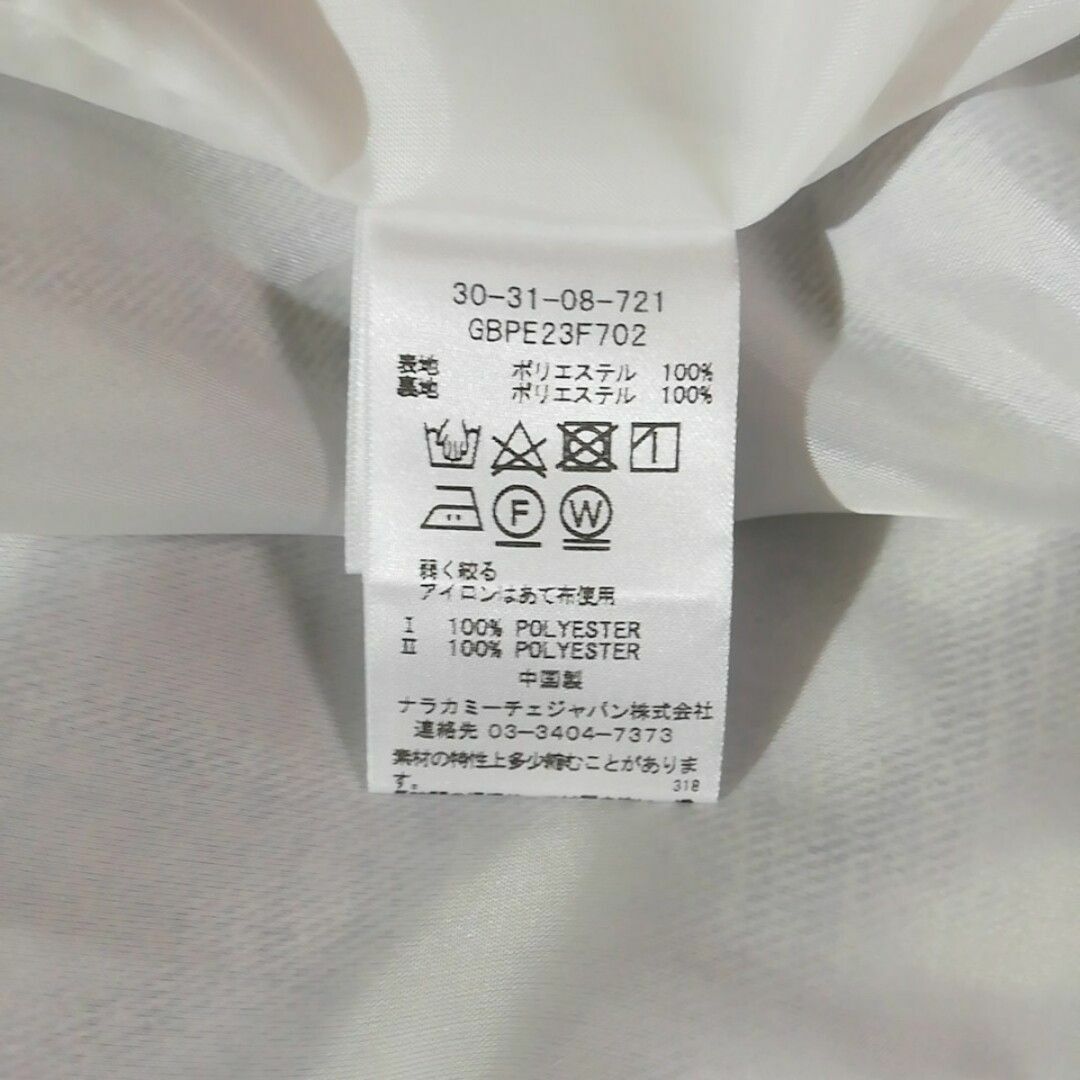 30-31-08-721
GBPE23F702
表地 ポリエステル 100%
裏地 ポリエステル 100%
F W
弱く絞る
アイロンはあて布使用
Ⅰ 100% POLYESTER
Ⅱ 100% POLYESTER
中国製
ナラカミーチェジャパン株式会社
連絡先 03-3404-7373
素材の特性上多少縮むことがありま
す。 318